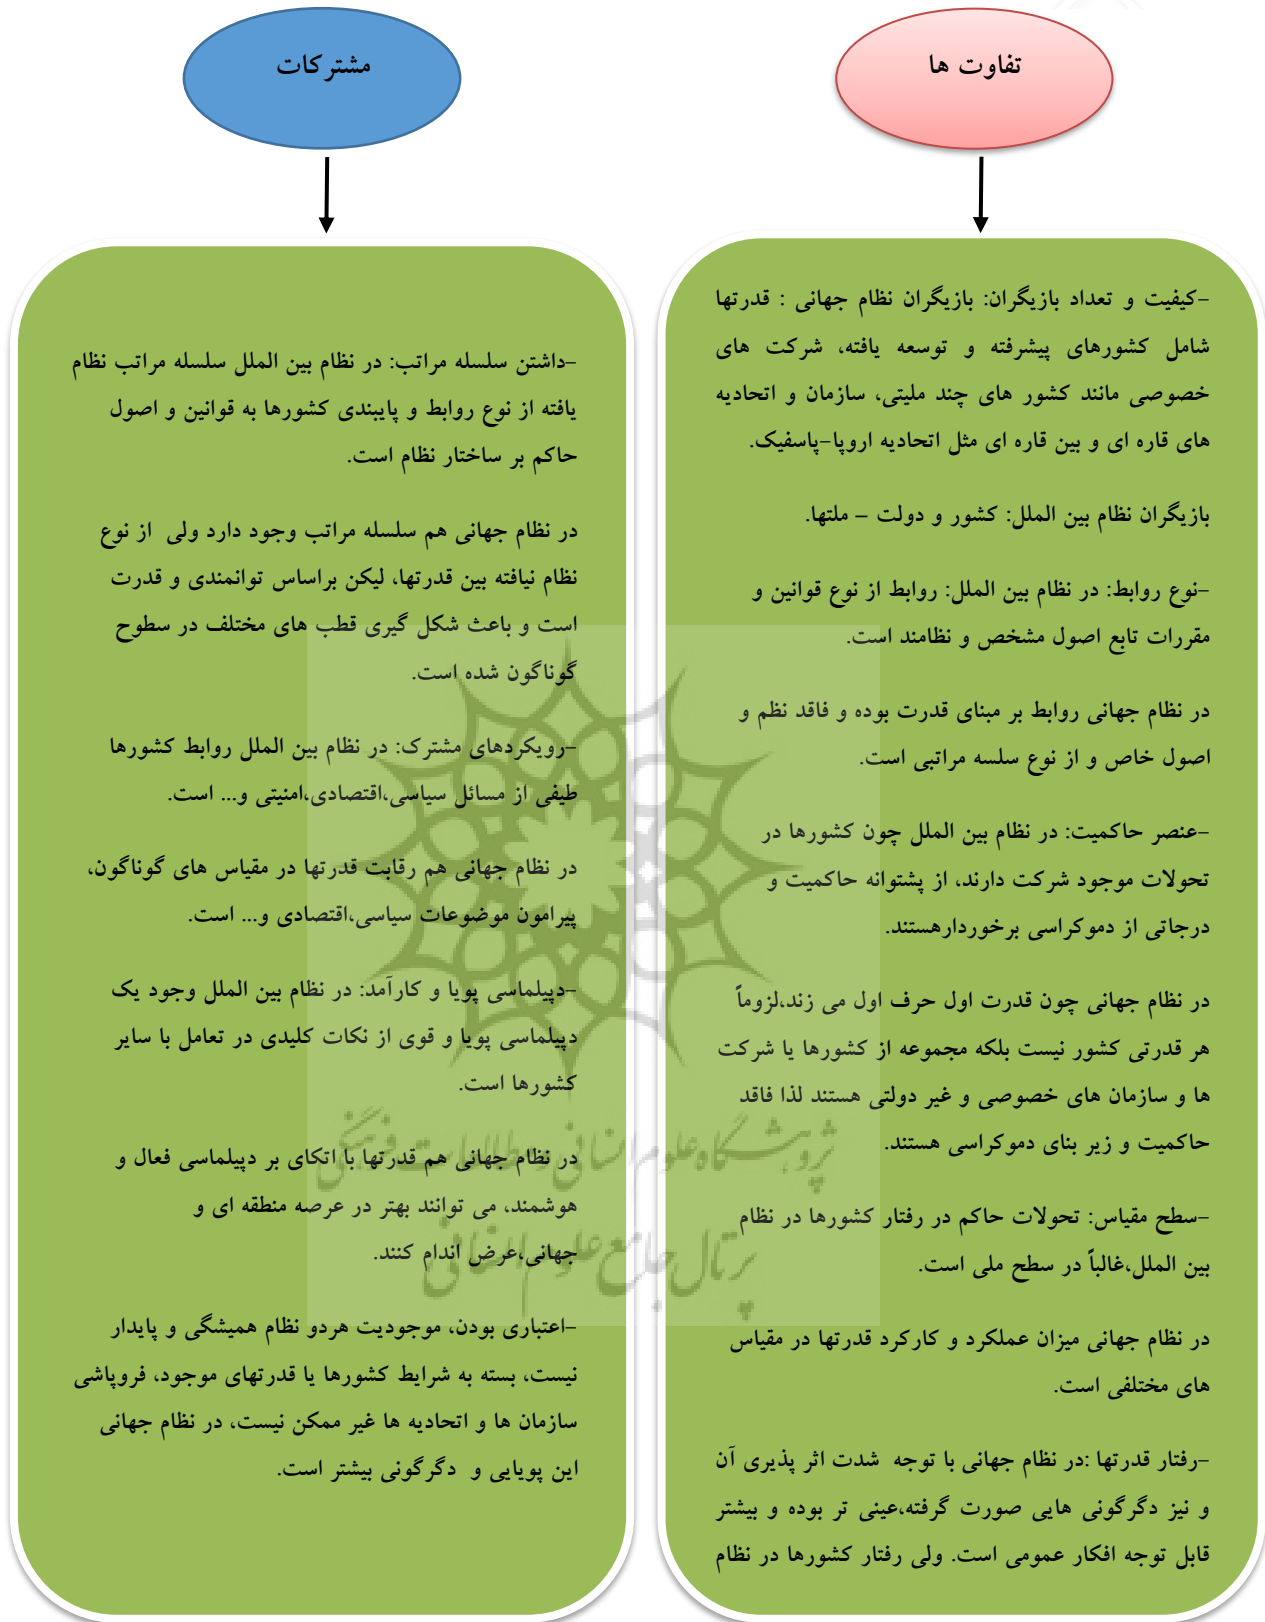 تفاوت ها
-کیفیت و تعداد بازیگران: بازیگران نظام جهانی : قدرتها
شامل کشورهای پیشرفته و توسعه یافته، شرکت های
خصوصی مانند کشور های چند ملیتی، سازمان و اتحادیه
های قاره ای و بین قاره ای مثل اتحادیه اروپا-پاسفیک.
بازیگران نظام بین الملل: کشور و دولت – ملتها.
-نوع روابط: در نظام بین الملل: روابط از نوع قوانین و
مقررات تابع اصول مشخص و نظامند است.
در نظام جهانی روابط بر مبنای قدرت بوده و فاقد نظم و
اصول خاص و از نوع سلسه مراتبی است.
-عنصر حاکمیت: در نظام بین الملل چون کشورها در
تحولات موجود شرکت دارند، از پشتوانه حاکمیت و
درجاتی از دموکراسی برخوردارهستند.
در نظام جهانی چون قدرت اول حرف اول می زند،لزوماً
هر قدرتی کشور نیست بلکه مجموعه از کشورها یا شرکت
ها و سازمان های خصوصی و غیر دولتی هستند لذا فاقد
حاکمیت و زیر بنای دموکراسی هستند.
-سطح مقیاس: تحولات حاکم در رفتار کشورها در نظام
بین الملل،غالباً در سطح ملی است.
در نظام جهانی میزان عملکرد و کارکرد قدرتها در مقیاس
های مختلفی است.
-رفتار قدرتها :در نظام جهانی با توجه شدت اثر پذیری آن
و نیز دگرگونی هایی صورت گرفته،عینی تر بوده و بیشتر
قابل توجه افکار عمومی است. ولی رفتار کشورها در نظام
مشترکات
-داشتن سلسله مراتب: در نظام بین الملل سلسله مراتب نظام
یافته از نوع روابط و پایبندی کشورها به قوانین و اصول
حاکم بر ساختار نظام است.
در نظام جهانی هم سلسله مراتب وجود دارد ولی از نوع
نظام نیافته بین قدرتها، لیکن براساس توانمندی و قدرت
است و باعث شکل گیری قطب های مختلف در سطوح
گوناگون شده است.
-رویکردهای مشترک: در نظام بین الملل روابط کشورها
طیفی از مسائل سیاسی،اقتصادی،امنیتی و... است.
در نظام جهانی هم رقابت قدرتها در مقیاس های گوناگون،
پیرامون موضوعات سیاسی،اقتصادی و... است.
-دیپلماسی پویا و کارآمد: در نظام بین الملل وجود یک
دیپلماسی پویا و قوی از نکات کلیدی در تعامل با سایر
کشورها است.
در نظام جهانی هم قدرتها با اتکای بر دیپلماسی فعال و
هوشمند، می توانند بهتر در عرصه منطقه ای و
جهانی،عرض اندام کنند.
-اعتباری بودن، موجودیت هردو نظام همیشگی و پایدار
نیست، بسته به شرایط کشورها یا قدرتهای موجود، فروپاشی
سازمان ها و اتحادیه ها غیر ممکن نیست، در نظام جهانی
این پویایی و دگرگونی بیشتر است.
پژوهشگاه علوم انسانی و مطالعات فرهنگی
پرتال جامع علوم انسانی